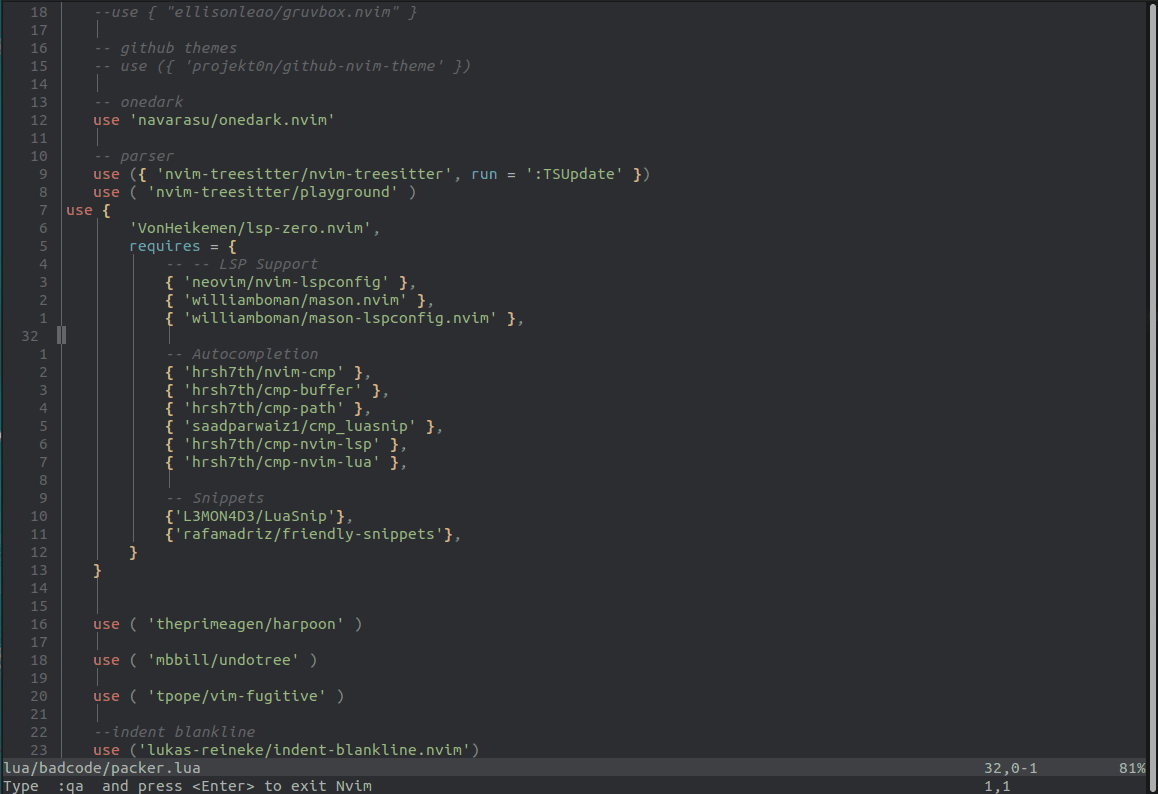 18 --use { "ellisonleao/gruvbox.nvim" }
17
16 -- github themes
15 -- use ({ 'projekt0n/github-nvim-theme' })
14
13 -- onedark
12 use 'navarasu/onedark.nvim'
11
10 -- parser
9 use ({ 'nvim-treesitter/nvim-treesitter', run = ':TSUpdate' })
8 use ( 'nvim-treesitter/playground' )
7 use {
6 'VonHeikemen/lsp-zero.nvim',
5 requires = {
4 -- -- LSP Support
3 { 'neovim/nvim-lspconfig' },
2 { 'williamboman/mason.nvim' },
1 { 'williamboman/mason-lspconfig.nvim' },
32
1 -- Autocompletion
2 { 'hrsh7th/nvim-cmp' },
3 { 'hrsh7th/cmp-buffer' },
4 { 'hrsh7th/cmp-path' },
5 { 'saadparwaiz1/cmp_luasnip' },
6 { 'hrsh7th/cmp-nvim-lsp' },
7 { 'hrsh7th/cmp-nvim-lua' },
8
9 -- Snippets
10 {'L3MON4D3/LuaSnip'},
11 {'rafamadriz/friendly-snippets'},
12 }
13 }
14
15
16 use ( 'theprimeagen/harpoon' )
17
18 use ( 'mbbill/undotree' )
19
20 use ( 'tpope/vim-fugitive' )
21
22 --indent blankline
23 use ('lukas-reineke/indent-blankline.nvim')
lua/badcode/packer.lua 32,0-1 81%
Type :qa and press <Enter> to exit Nvim 1,1